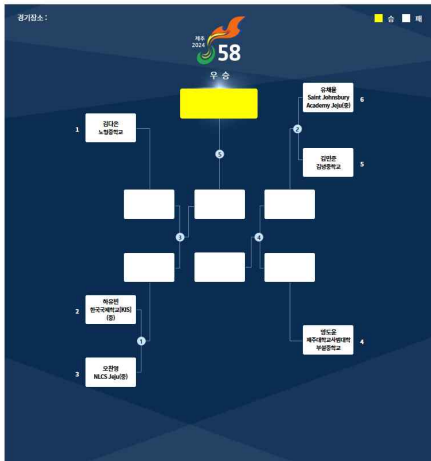 경기장소 :
승 패
제주
2024
58
우 승
유채율
Saint Johnsbury
Academy Jeju(중)
6
1
김다온
노형중학교
2
김민준
김녕중학교
5
5
3
4
2
하유빈
한국국제학교[KIS]
(중)
1
3
오찬영
NLCS Jeju(중)
양도윤
제주대학교사범대학
부설중학교
4